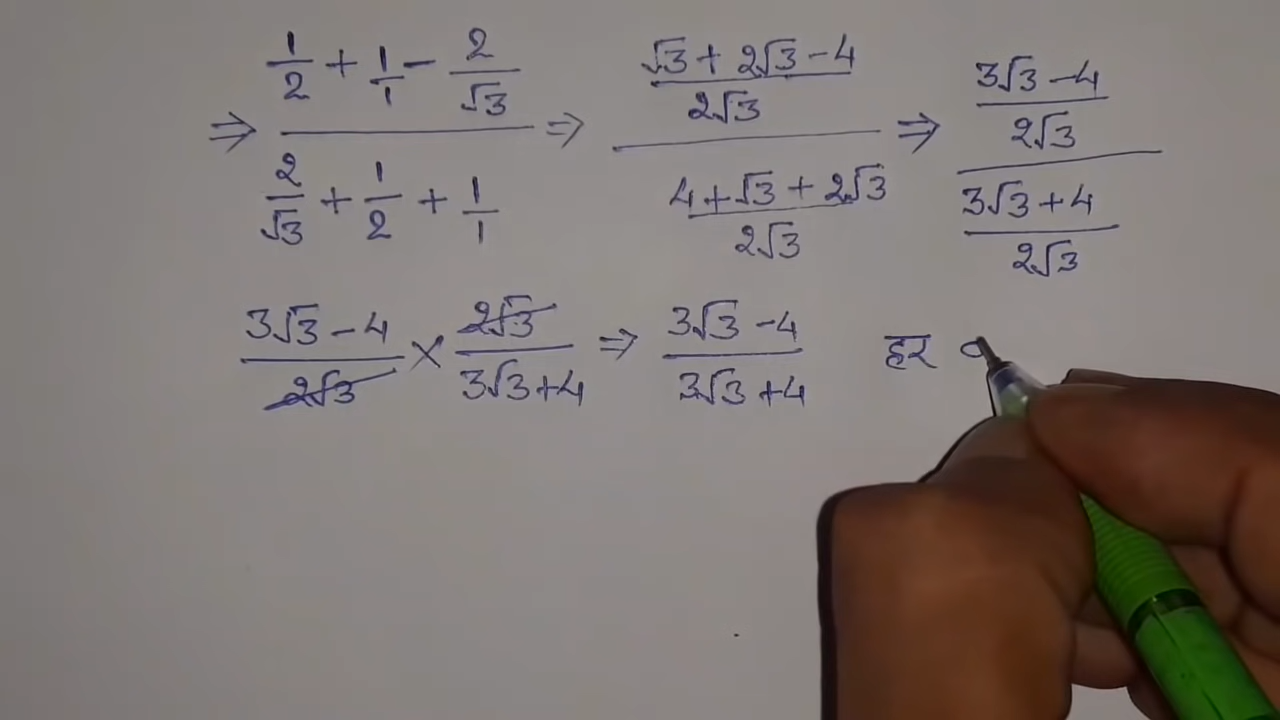 ⇒ (1/2 + 1/1 - 2/√3) / (2/√3 + 1/2 + 1/1) ⇒ ((√3 + 2√3 - 4)/2√3) / ((4 + √3 + 2√3)/2√3) ⇒ ((3√3 - 4)/2√3) / ((3√3 + 4)/2√3)
(3√3 - 4)/2√3 × 2√3/(3√3 + 4) ⇒ (3√3 - 4)/(3√3 + 4) हर